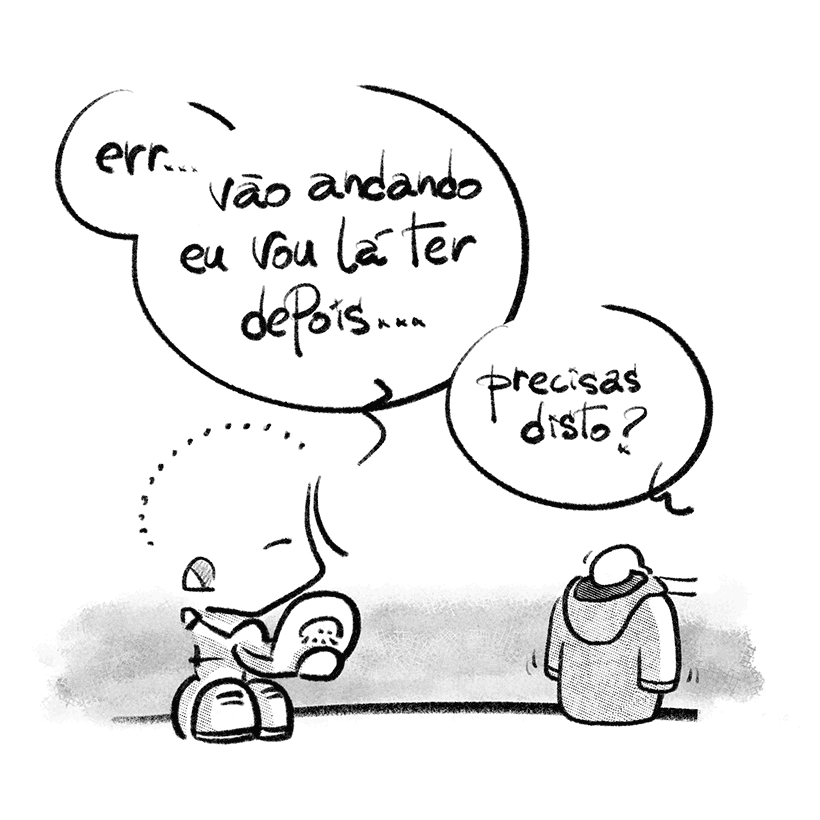 err...
vão andando
eu vou lá ter
depois....
precisas
disto?